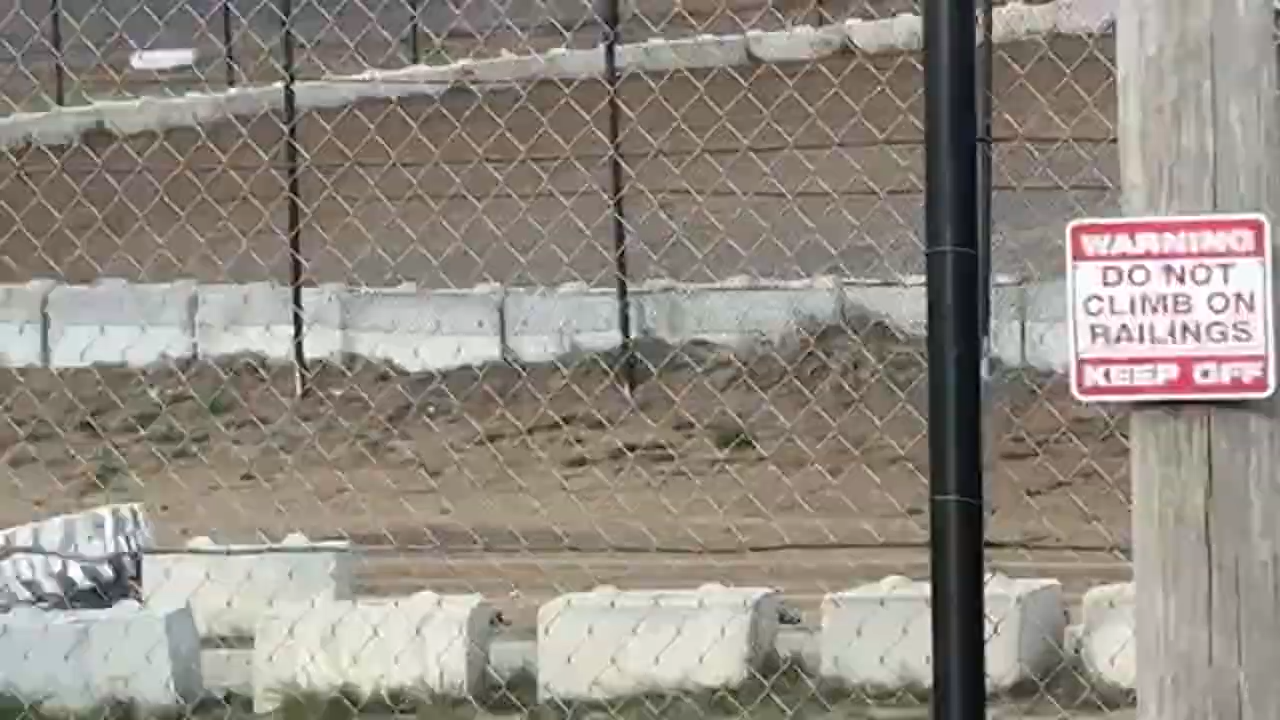 WARNING
DO NOT
CLIMB ON
RAILINGS
KEEP OFF